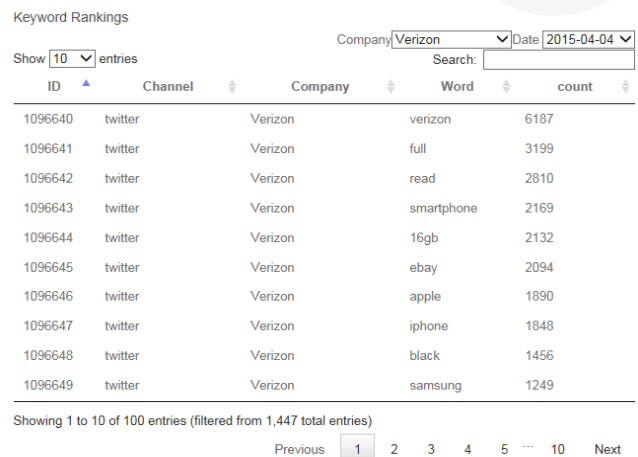 Keyword Rankings
Company Verizon Date 2015-04-04
Show 10 entries Search:
ID Channel Company Word count
1096640 twitter Verizon verizon 6187
1096641 twitter Verizon full 3199
1096642 twitter Verizon read 2810
1096643 twitter Verizon smartphone 2169
1096644 twitter Verizon 16gb 2132
1096645 twitter Verizon ebay 2094
1096646 twitter Verizon apple 1890
1096647 twitter Verizon iphone 1848
1096648 twitter Verizon black 1456
1096649 twitter Verizon samsung 1249
Showing 1 to 10 of 100 entries (filtered from 1,447 total entries)
Previous 1 2 3 4 5 ... 10 Next